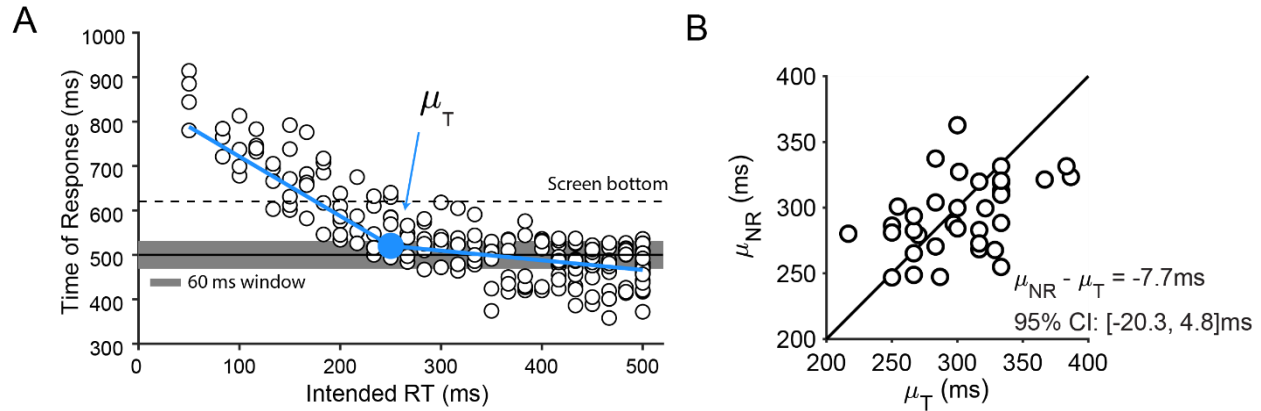 A
Time of Response (ms)
1000
900
800
700
600
500
400
300
μT
Screen bottom
60 ms window
0
100
200
300
400
500
Intended RT (ms)
B
μNR (ms)
400
350
300
250
200
μNR - μT = -7.7ms
95% CI: [-20.3, 4.8]ms
200
250
300
350
400
μT (ms)